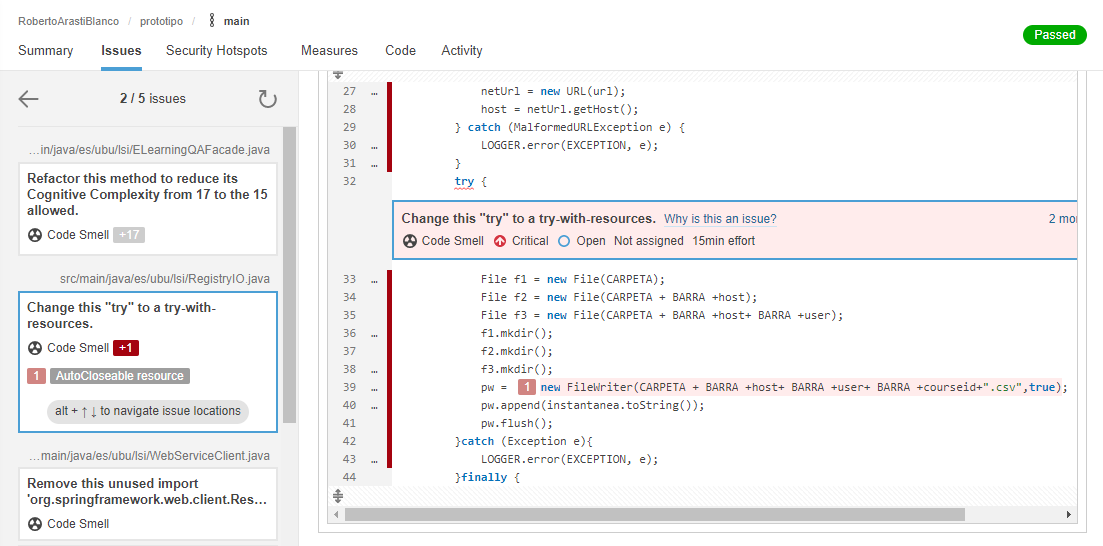 RobertoArastiBlanco / prototipo / main
Passed
Summary Issues Security Hotspots Measures Code Activity
2 / 5 issues
…in/java/es/ubu/lsi/ELearningQAFacade.java
Refactor this method to reduce its
Cognitive Complexity from 17 to the 15
allowed.
Code Smell +17
src/main/java/es/ubu/lsi/RegistryIO.java
Change this "try" to a try-with-
resources.
Code Smell +1
1 AutoCloseable resource
alt + ↑ ↓ to navigate issue locations
…main/java/es/ubu/lsi/WebServiceClient.java
Remove this unused import
'org.springframework.web.client.Res…
Code Smell
27 … netUrl = new URL(url);
28 host = netUrl.getHost();
29 } catch (MalformedURLException e) {
30 … LOGGER.error(EXCEPTION, e);
31 … }
32 try {
Change this "try" to a try-with-resources. Why is this an issue? 2 mo
Code Smell Critical Open Not assigned 15min effort
33 … File f1 = new File(CARPETA);
34 File f2 = new File(CARPETA + BARRA +host);
35 File f3 = new File(CARPETA + BARRA +host+ BARRA +user);
36 … f1.mkdir();
37 … f2.mkdir();
38 … f3.mkdir();
39 … pw = 1 new FileWriter(CARPETA + BARRA +host+ BARRA +user+ BARRA +courseid+".csv",true);
40 … pw.append(instantanea.toString());
41 pw.flush();
42 }catch (Exception e){
43 … LOGGER.error(EXCEPTION, e);
44 }finally {